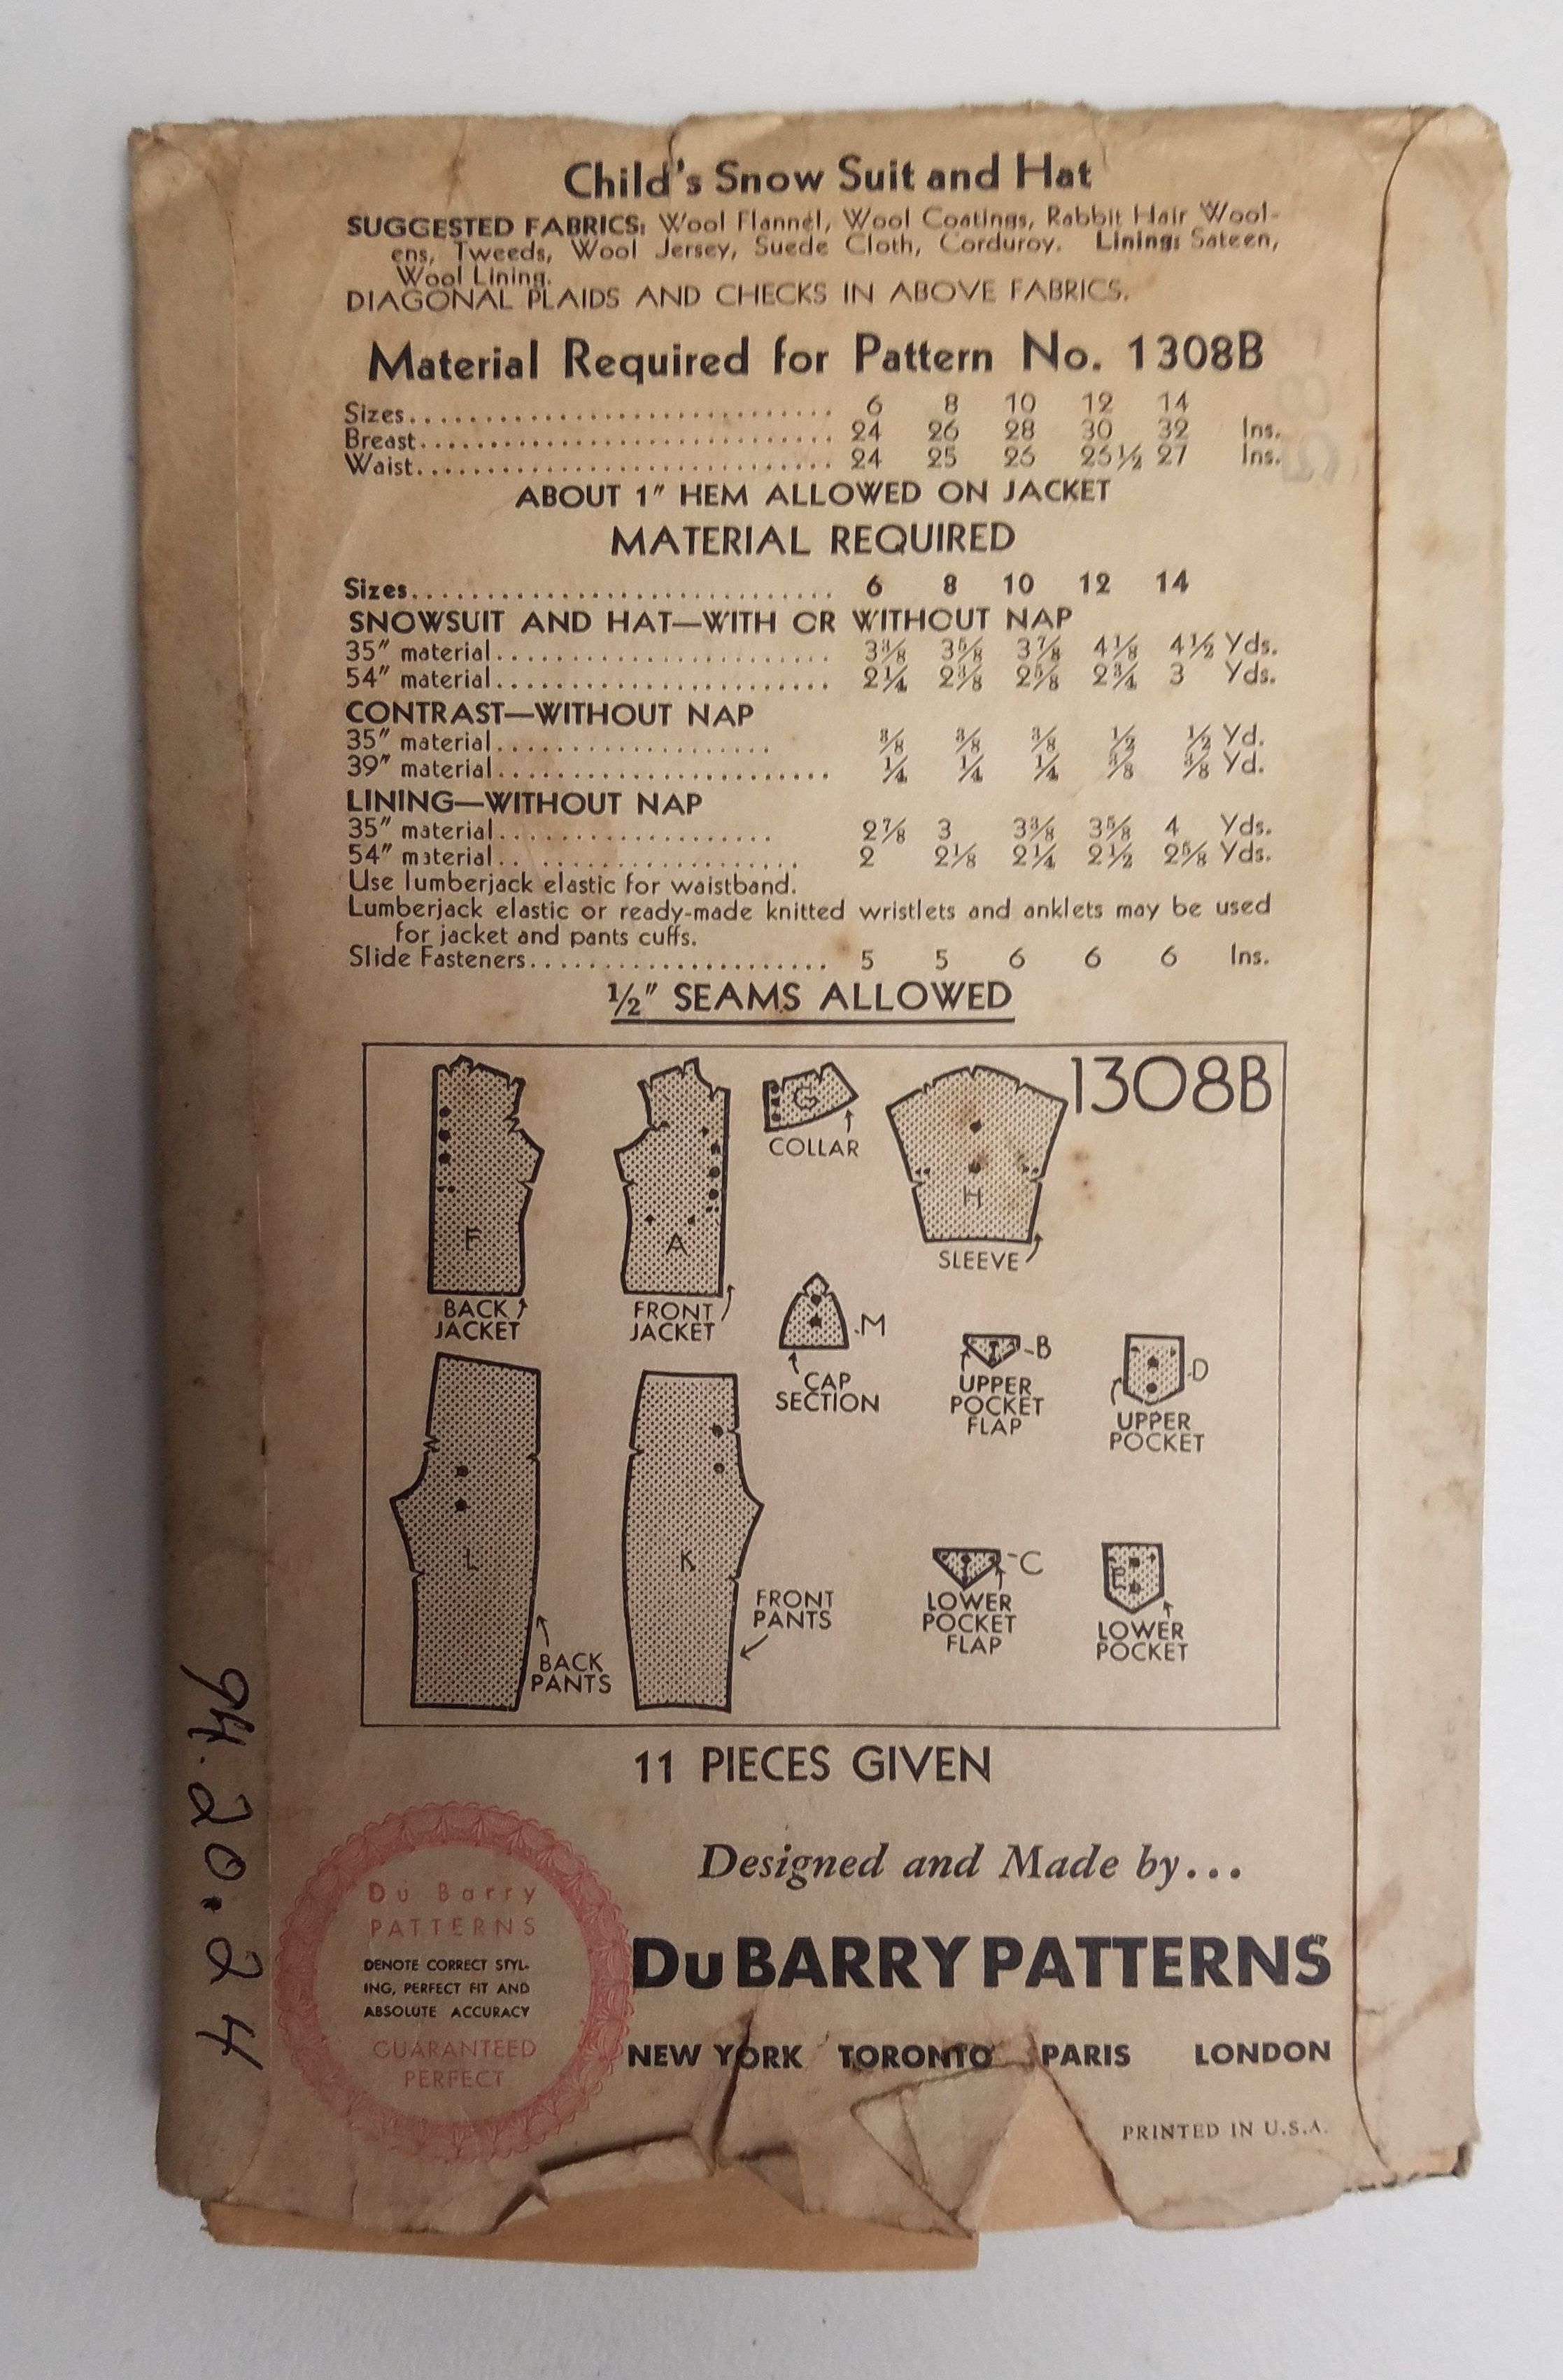 Child's Snow Suit and Hat
SUGGESTED FABRICS: Wool Flannel, Wool Coatings, Rabbit Hair Wool-
ens, Tweeds, Wool Jersey, Suede Cloth, Corduroy. Lining: Sateen,
Wool Lining.
DIAGONAL PLAIDS AND CHECKS IN ABOVE FABRICS.
Material Required for Pattern No. 1308B
Sizes.............................. 6 8 10 12 14
Breast............................. 24 26 28 30 32 Ins.
Waist.............................. 24 25 26 26½ 27 Ins.
ABOUT 1" HEM ALLOWED ON JACKET
MATERIAL REQUIRED
Sizes.............................. 6 8 10 12 14
SNOWSUIT AND HAT—WITH OR WITHOUT NAP
35" material........................ 3⅜ 3⅝ 3⅞ 4⅛ 4½ Yds.
54" material........................ 2¼ 2⅜ 2⅝ 2¾ 3 Yds.
CONTRAST—WITHOUT NAP
35" material.................... ⅜ ⅜ ⅜ ½ ½ Yd.
39" material........................ ¼ ¼ ¼ ⅜ ⅜ Yd.
LINING—WITHOUT NAP
35" material.................... 2⅞ 3 3⅜ 3⅝ 4 Yds.
54" material.. ................... 2 2⅛ 2¼ 2½ 2⅝ Yds.
Use lumberjack elastic for waistband.
Lumberjack elastic or ready-made knitted wristlets and anklets may be used
for jacket and pants cuffs.
Slide Fasteners..................... 5 5 6 6 6 Ins.
½" SEAMS ALLOWED
1308B
G
COLLAR
H
SLEEVE
F
BACK
JACKET
A
FRONT
JACKET
M
CAP
SECTION
B
UPPER
POCKET
FLAP
D
UPPER
POCKET
L
BACK
PANTS
K
FRONT
PANTS
C
LOWER
POCKET
FLAP
E
LOWER
POCKET
11 PIECES GIVEN
Designed and Made by...
DuBARRY PATTERNS
NEW YORK TORONTO PARIS LONDON
PRINTED IN U.S.A.
Du Barry
PATTERNS
DENOTE CORRECT STYL-
ING, PERFECT FIT AND
ABSOLUTE ACCURACY
GUARANTEED
PERFECT
94.20.24